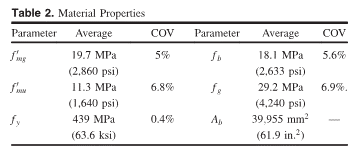 Table 2. Material Properties
Parameter Average COV Parameter Average COV
f′mg 19.7 MPa 5% fb 18.1 MPa 5.6%
(2,860 psi) (2,633 psi)
f′mu 11.3 MPa 6.8% fg 29.2 MPa 6.9%.
(1,640 psi) (4,240 psi)
fy 439 MPa 0.4% Ab 39,955 mm² —
(63.6 ksi) (61.9 in.²)